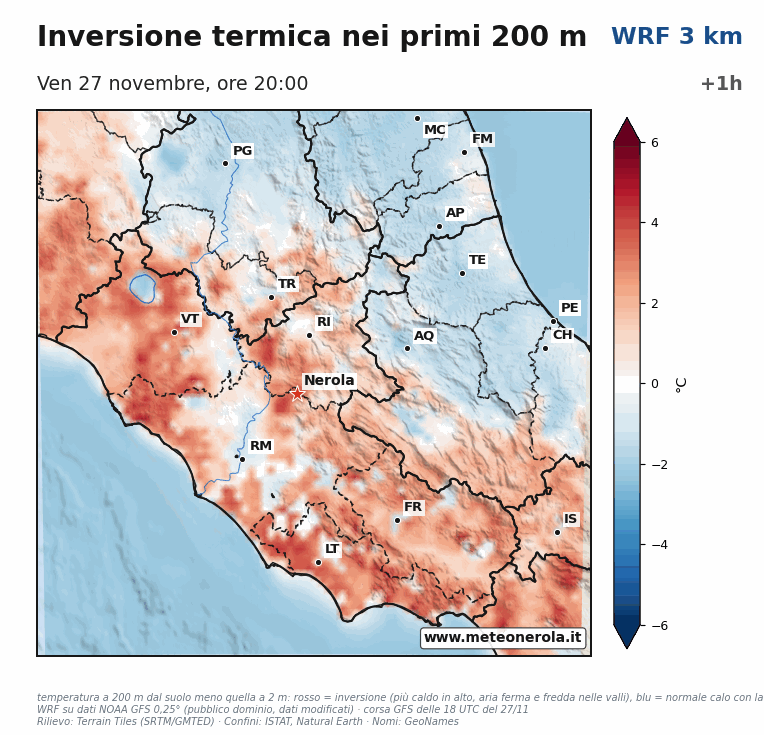 Inversione termica nei primi 200 m WRF 3 km
Ven 27 novembre, ore 20:00 +1h
MC
FM
PG
AP
TE
TR
PE
VT
RI
AQ
CH
Nerola
RM
FR
IS
LT
www.meteonerola.it
6
4
2
0
−2
−4
−6
°C
temperatura a 200 m dal suolo meno quella a 2 m: rosso = inversione (più caldo in alto, aria ferma e fredda nelle valli), blu = normale calo con la
WRF su dati NOAA GFS 0,25° (pubblico dominio, dati modificati) · corsa GFS delle 18 UTC del 27/11
Rilievo: Terrain Tiles (SRTM/GMTED) · Confini: ISTAT, Natural Earth · Nomi: GeoNames